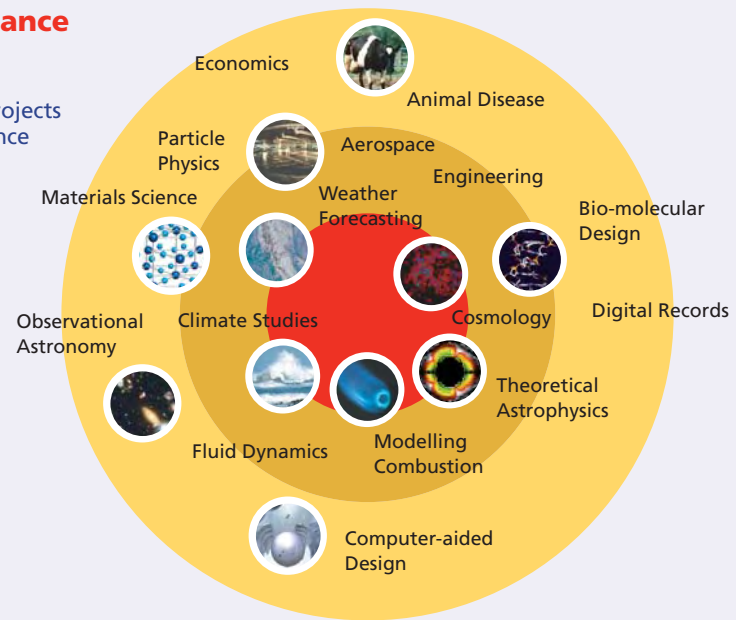 ance
Economics
Animal Disease
ojects
nce
Particle
Physics
Aerospace
Engineering
Materials Science
Weather
Forecasting
Bio-molecular
Design
Observational
Astronomy
Climate Studies
Cosmology
Digital Records
Theoretical
Astrophysics
Fluid Dynamics
Modelling
Combustion
Computer-aided
Design